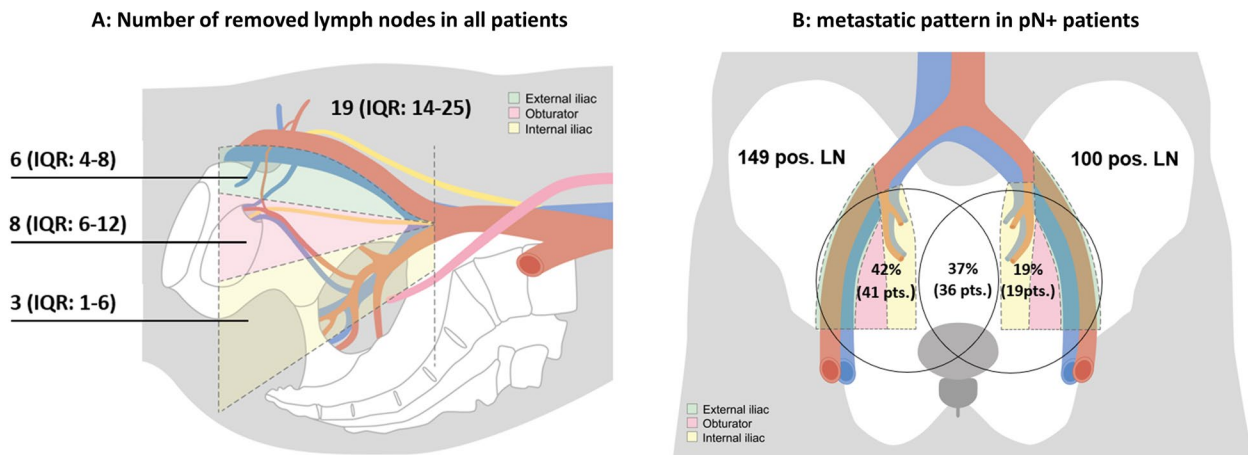 A: Number of removed lymph nodes in all patients
19 (IQR: 14-25)
External iliac
Obturator
Internal iliac
6 (IQR: 4-8)
8 (IQR: 6-12)
3 (IQR: 1-6)
B: metastatic pattern in pN+ patients
149 pos. LN
100 pos. LN
42%
(41 pts.)
37%
(36 pts.)
19%
(19pts.)
External iliac
Obturator
Internal iliac